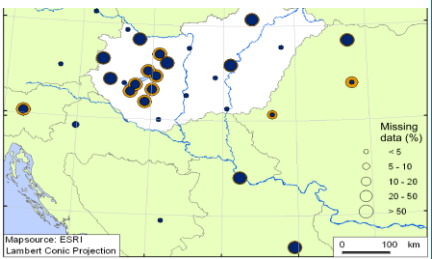 Missing
data (%)
< 5
5 - 10
10 - 20
20 - 50
> 50
Mapsource: ESRI
Lambert Conic Projection
0 100 km